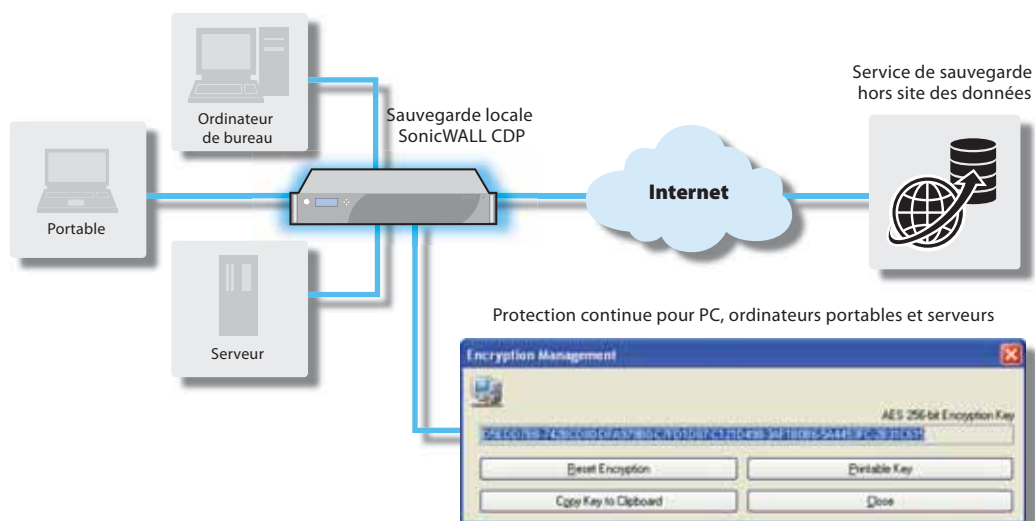 Service de sauvegarde
hors site des données
Ordinateur
de bureau
Sauvegarde locale
SonicWALL CDP
Portable
Internet
Serveur
Protection continue pour PC, ordinateurs portables et serveurs
Encryption Management
AES 256-bit Encryption Key
Reset Encryption
Printable Key
Copy Key to Clipboard
Close